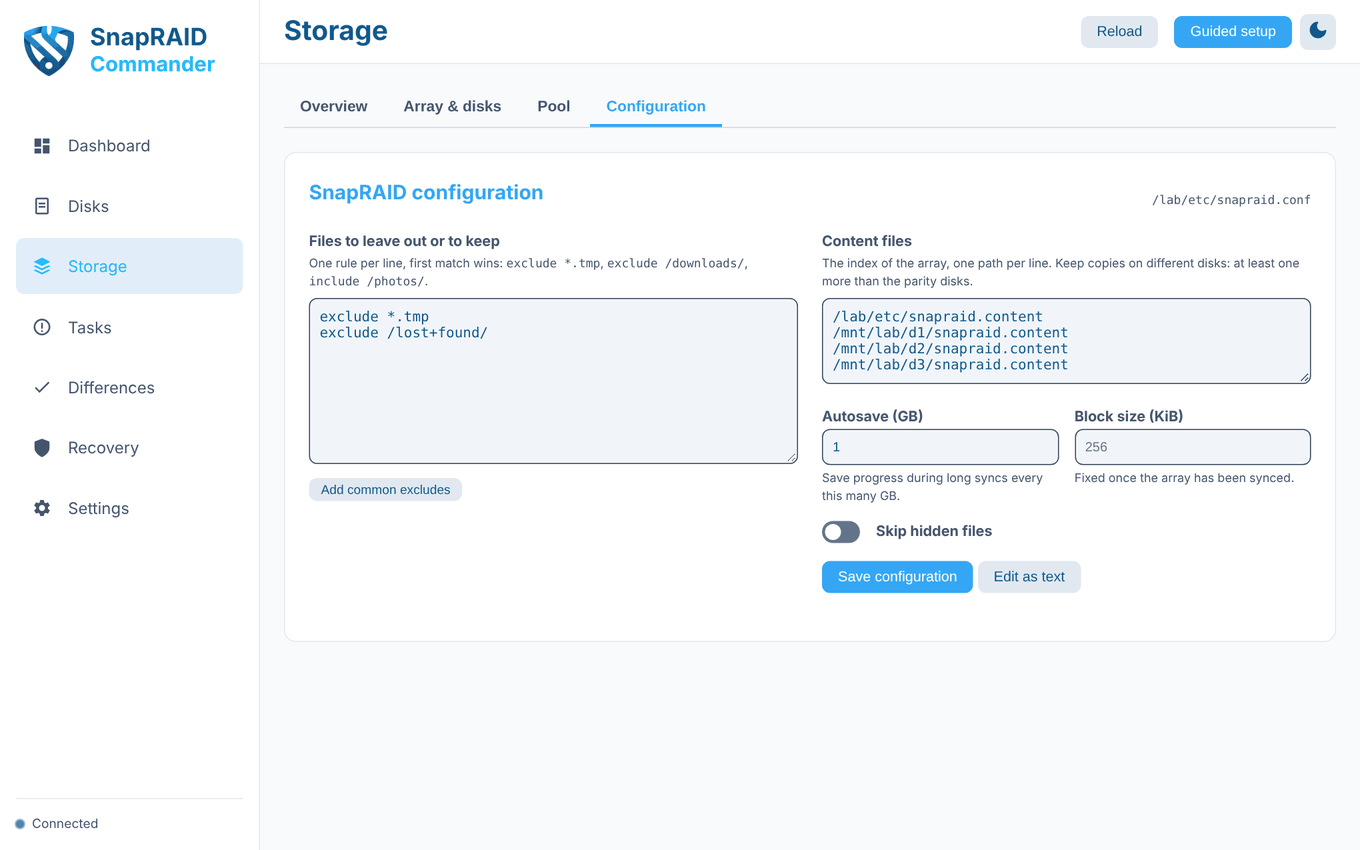 SnapRAID
Commander
Dashboard
Disks
Storage
Tasks
Differences
Recovery
Settings
Connected
Storage
Reload
Guided setup
Overview
Array & disks
Pool
Configuration
SnapRAID configuration
/lab/etc/snapraid.conf
Files to leave out or to keep
One rule per line, first match wins: exclude *.tmp, exclude /downloads/,
include /photos/.
exclude *.tmp
exclude /lost+found/
Add common excludes
Content files
The index of the array, one path per line. Keep copies on different disks: at least one
more than the parity disks.
/lab/etc/snapraid.content
/mnt/lab/d1/snapraid.content
/mnt/lab/d2/snapraid.content
/mnt/lab/d3/snapraid.content
Autosave (GB)
1
Save progress during long syncs every
this many GB.
Block size (KiB)
256
Fixed once the array has been synced.
Skip hidden files
Save configuration
Edit as text